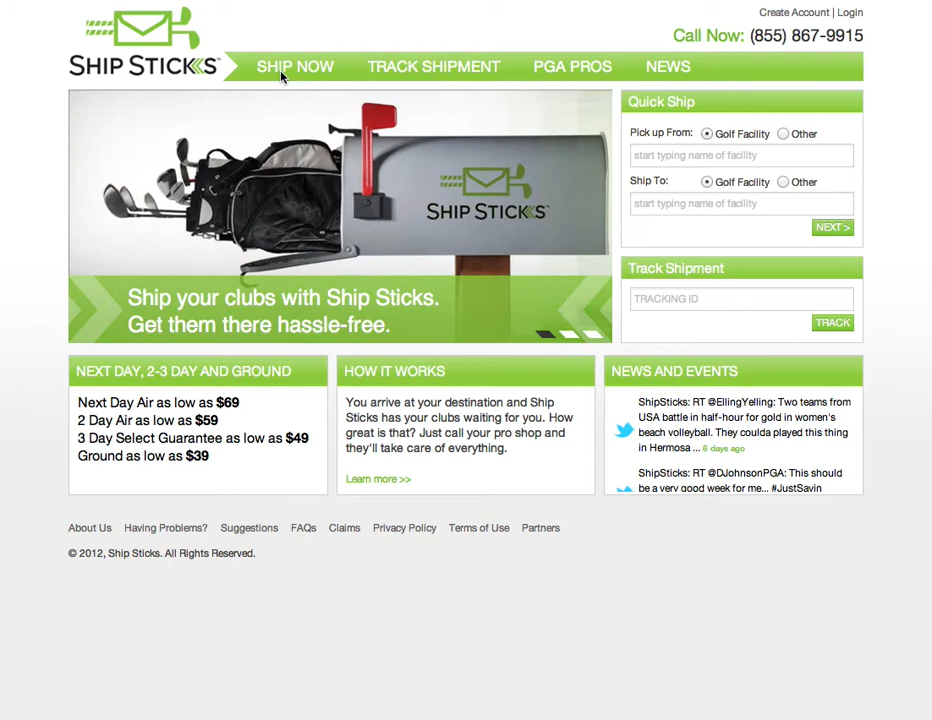 Create Account | Login
Call Now: (855) 867-9915
SHIP STICKS
SHIP NOW TRACK SHIPMENT PGA PROS NEWS
SHIP STICKS
Ship your clubs with Ship Sticks.
Get them there hassle-free.
Quick Ship
Pick up From: Golf Facility Other
start typing name of facility
Ship To: Golf Facility Other
start typing name of facility
NEXT >
Track Shipment
TRACKING ID
TRACK
NEXT DAY, 2-3 DAY AND GROUND
Next Day Air as low as $69
2 Day Air as low as $59
3 Day Select Guarantee as low as $49
Ground as low as $39
HOW IT WORKS
You arrive at your destination and Ship
Sticks has your clubs waiting for you. How
great is that? Just call your pro shop and
they'll take care of everything.
Learn more >>
NEWS AND EVENTS
ShipSticks: RT @EllingYelling: Two teams from
USA battle in half-hour for gold in women's
beach volleyball. They coulda played this thing
in Hermosa ... 6 days ago
ShipSticks: RT @DJohnsonPGA: This should
be a very good week for me... #JustSavin
About Us Having Problems? Suggestions FAQs Claims Privacy Policy Terms of Use Partners
© 2012, Ship Sticks. All Rights Reserved.